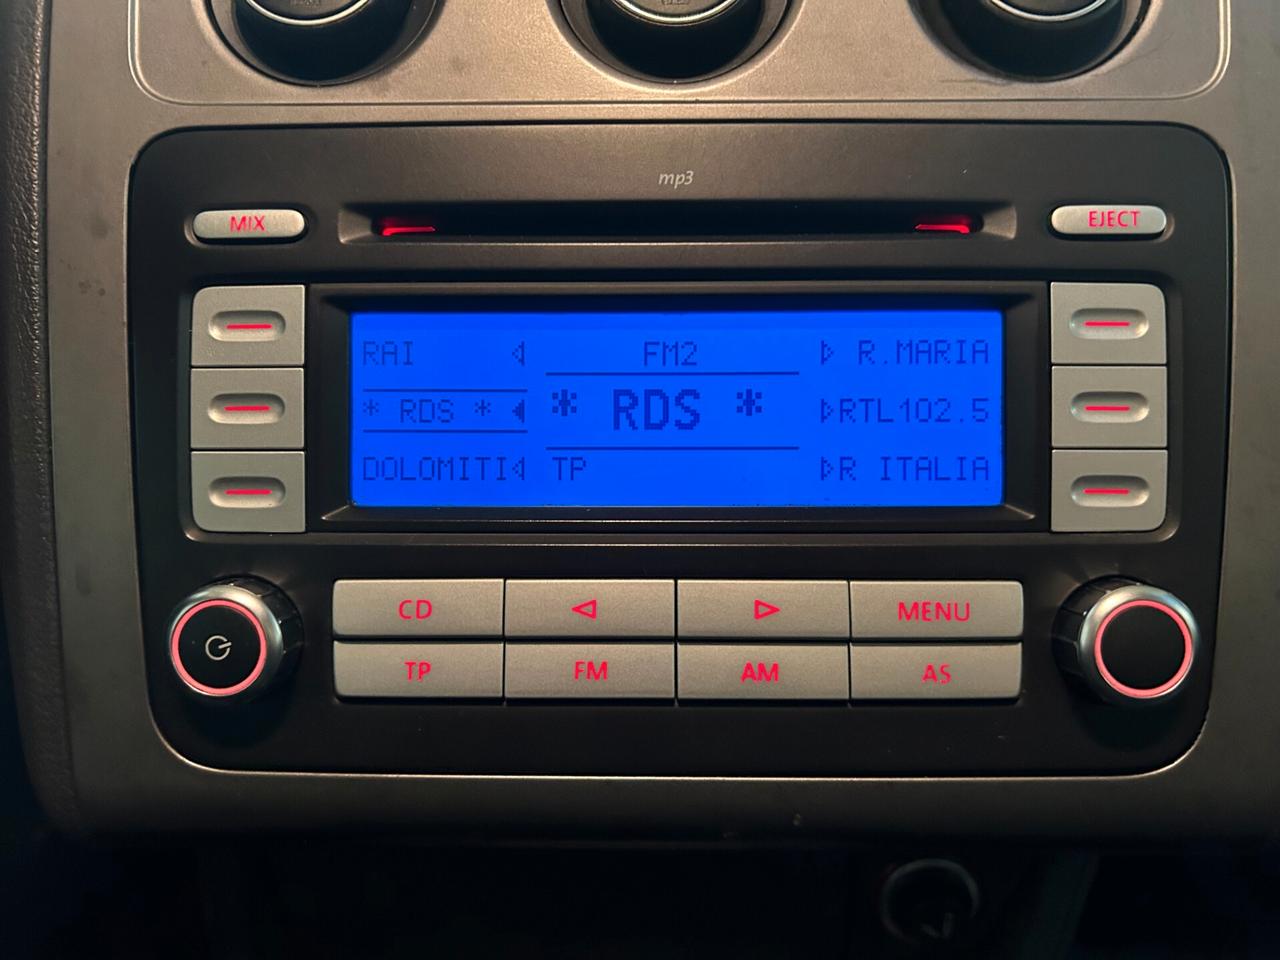 mp3
MIX
EJECT
RAI FM2 R.MARIA
* RDS * * RDS * RTL102.5
DOLOMITI TP R ITALIA
CD MENU
TP FM AM AS